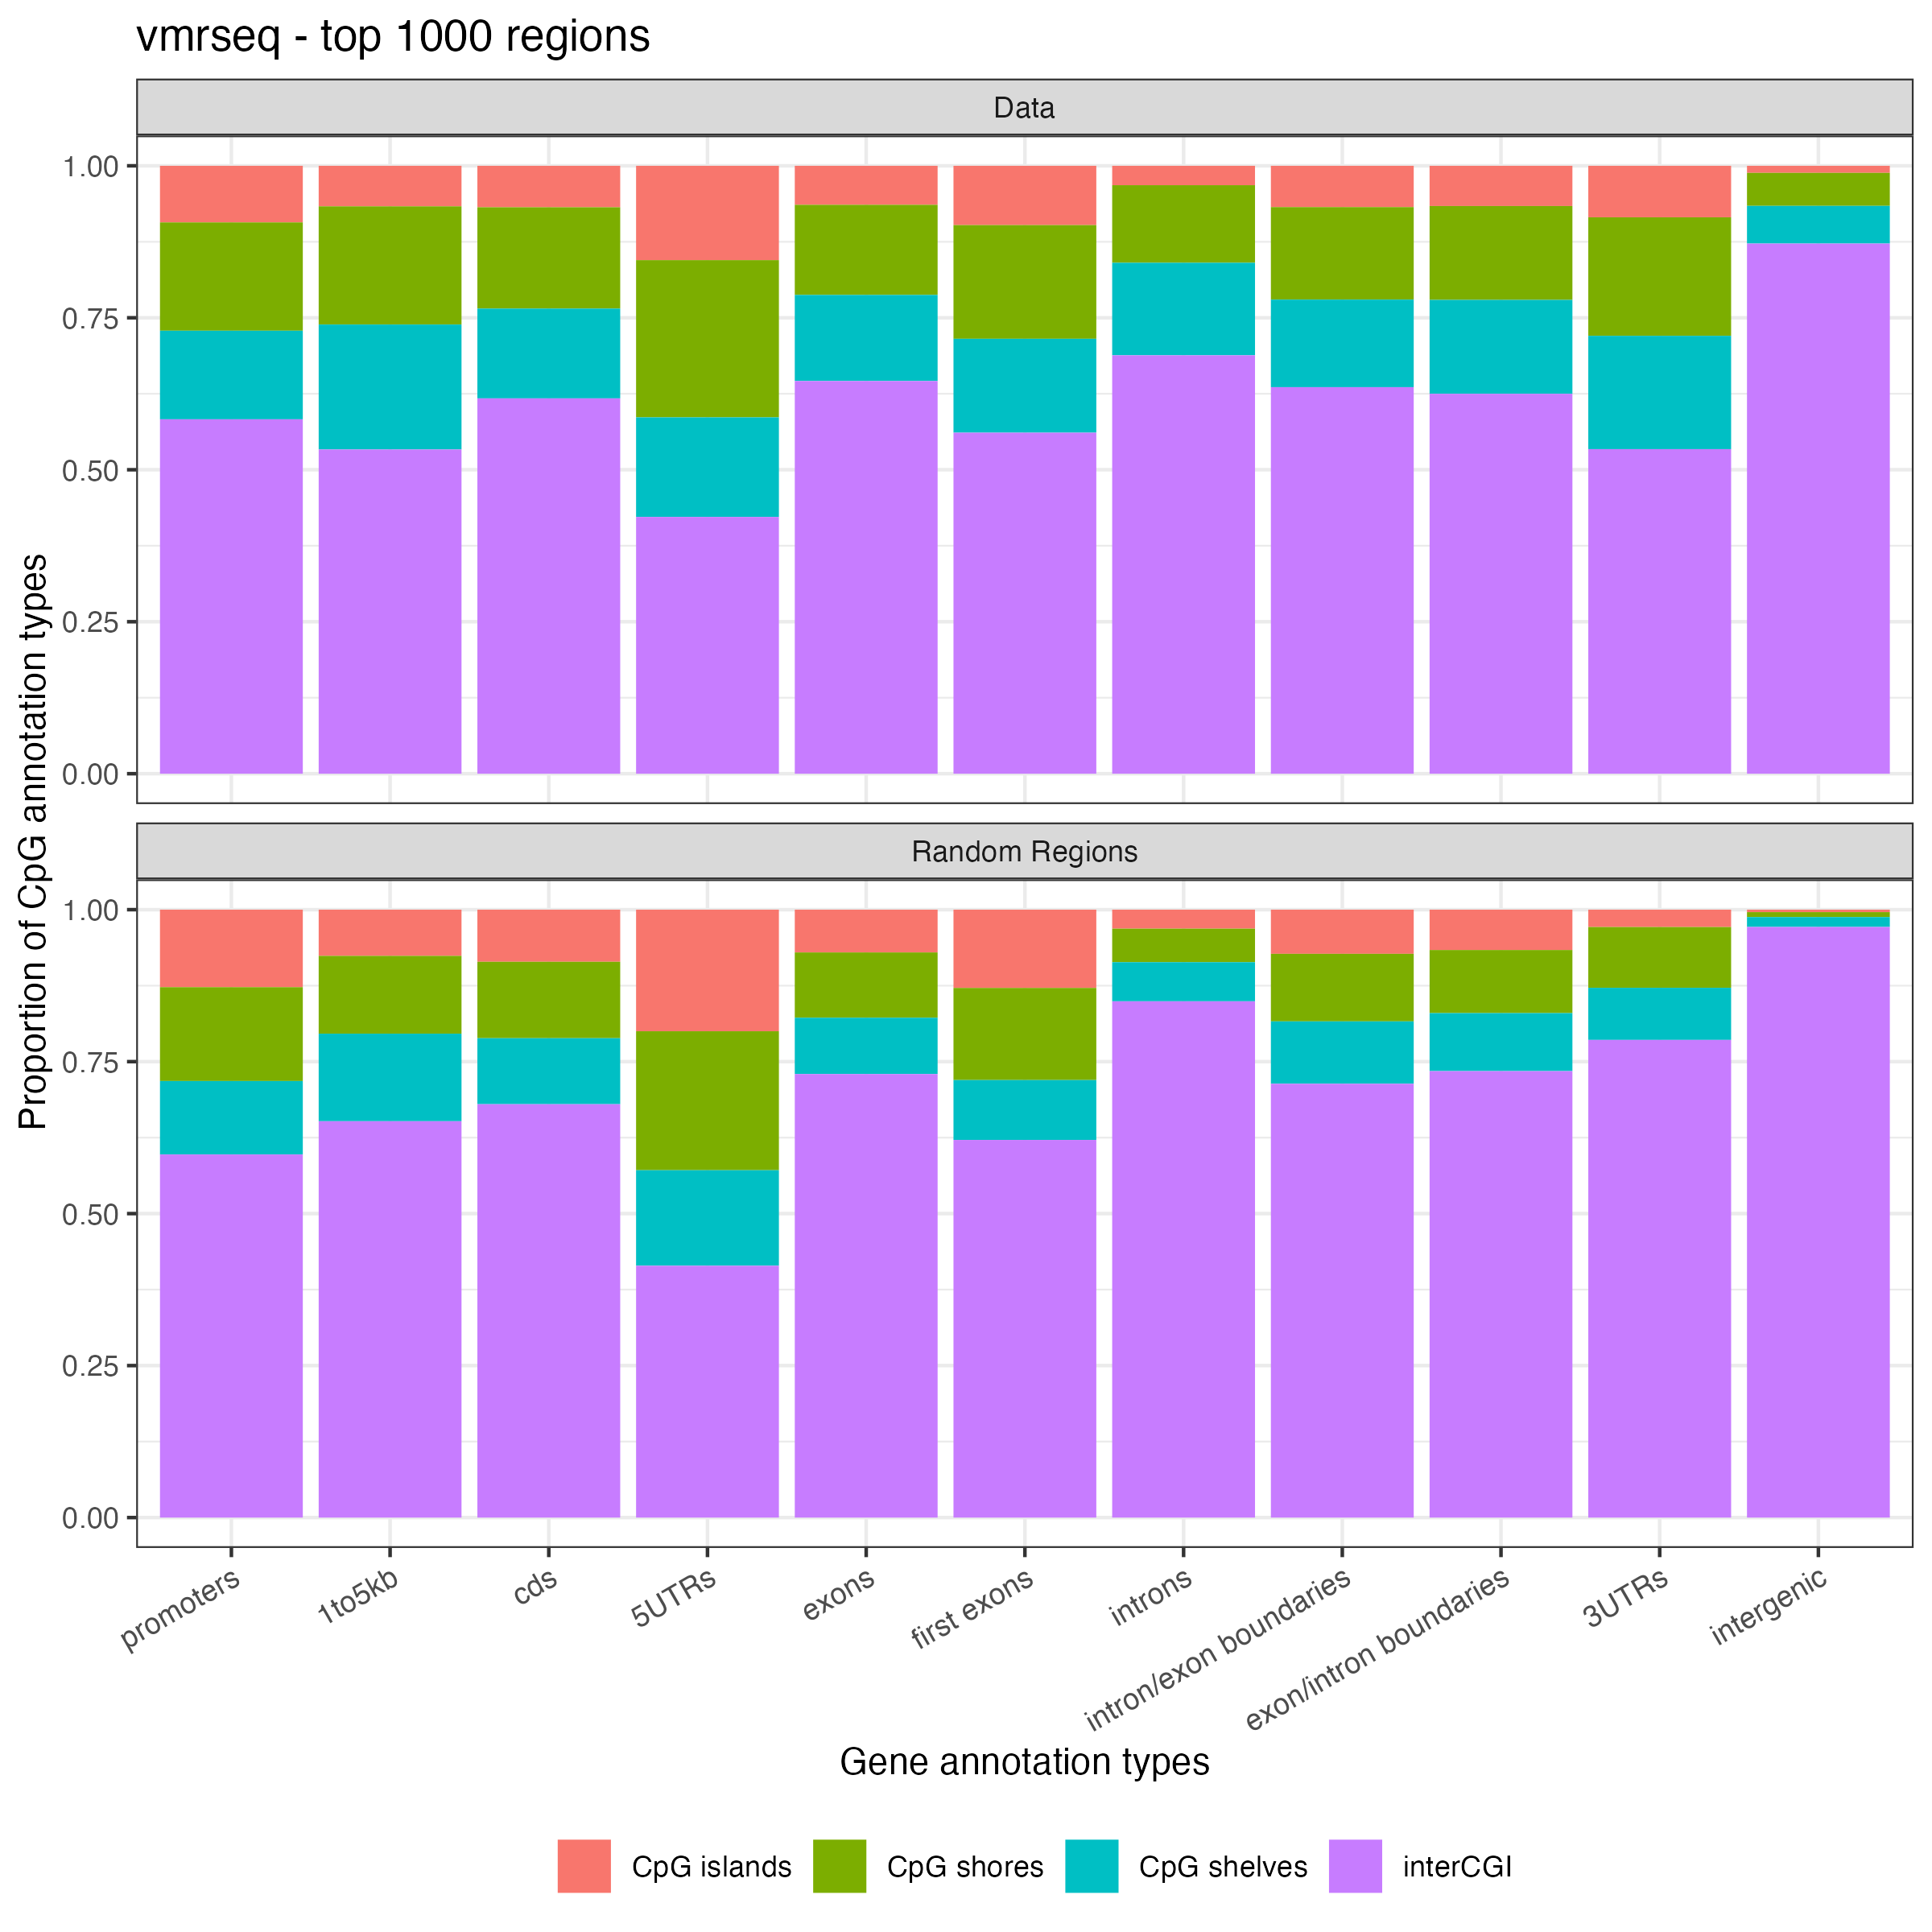 vmrseq - top 1000 regions
Data
1.00
0.75
0.50
0.25
0.00
Random Regions
1.00
0.75
0.50
0.25
0.00
Proportion of CpG annotation types
promoters
1to5kb
cds
5UTRs
exons
first exons
introns
intron/exon boundaries
exon/intron boundaries
3UTRs
intergenic
Gene annotation types
CpG islands
CpG shores
CpG shelves
interCGI